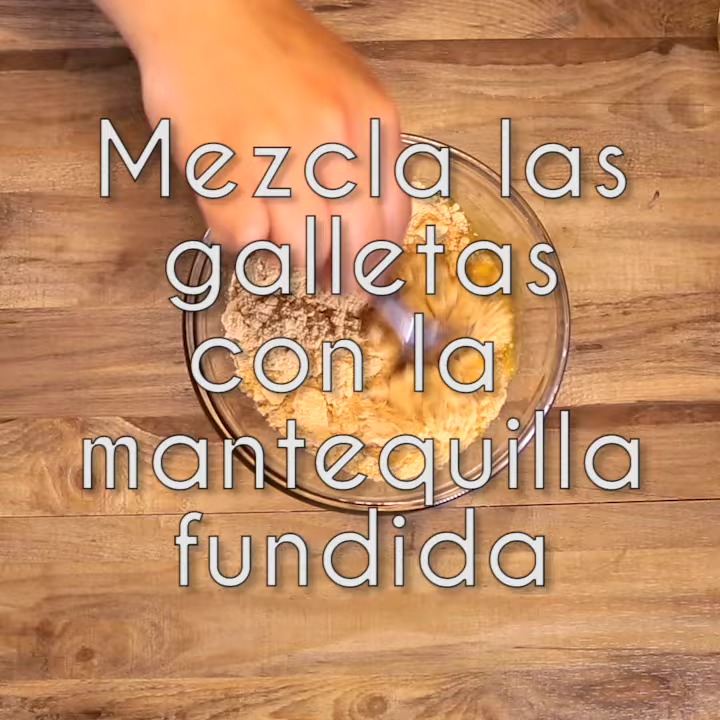 Mezcla las
galletas
con la
mantequilla
fundida